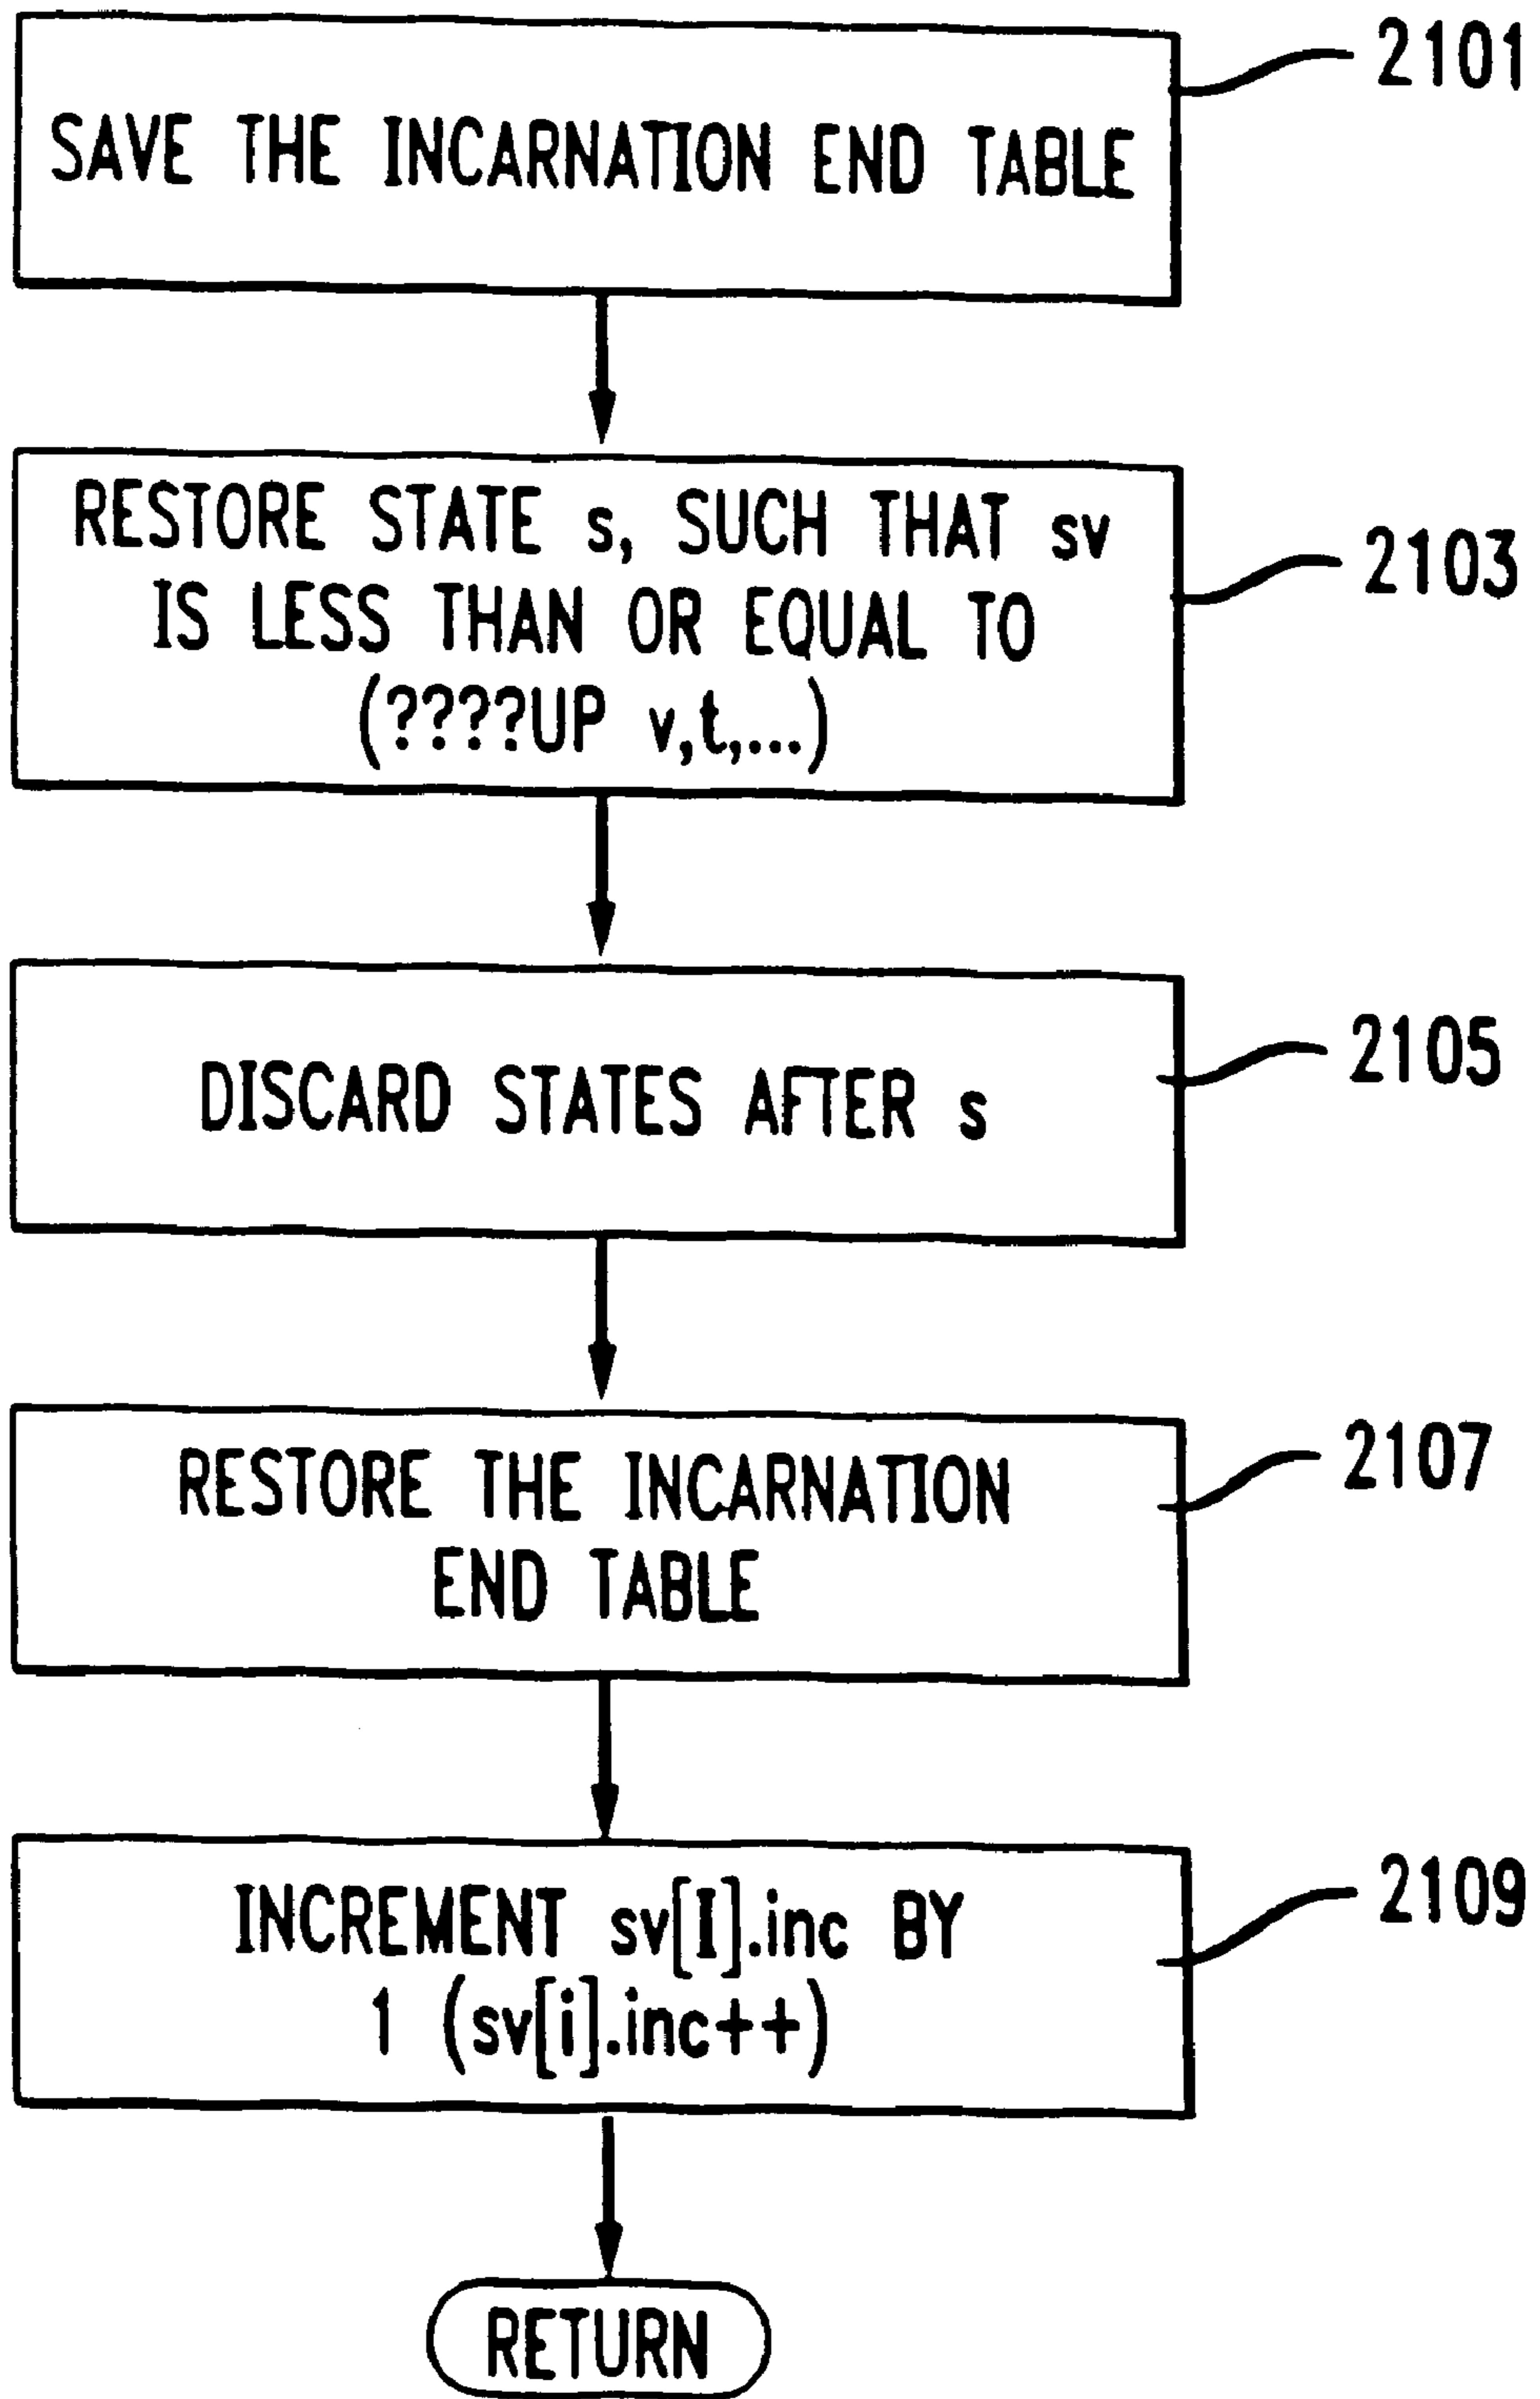 2101
SAVE THE INCARNATION END TABLE
RESTORE STATE s, SUCH THAT sv
IS LESS THAN OR EQUAL TO
(????UP v,t,...)
2103
DISCARD STATES AFTER s
2105
RESTORE THE INCARNATION
END TABLE
2107
INCREMENT sv[I].inc BY
1 (sv[i].inc++)
2109
RETURN